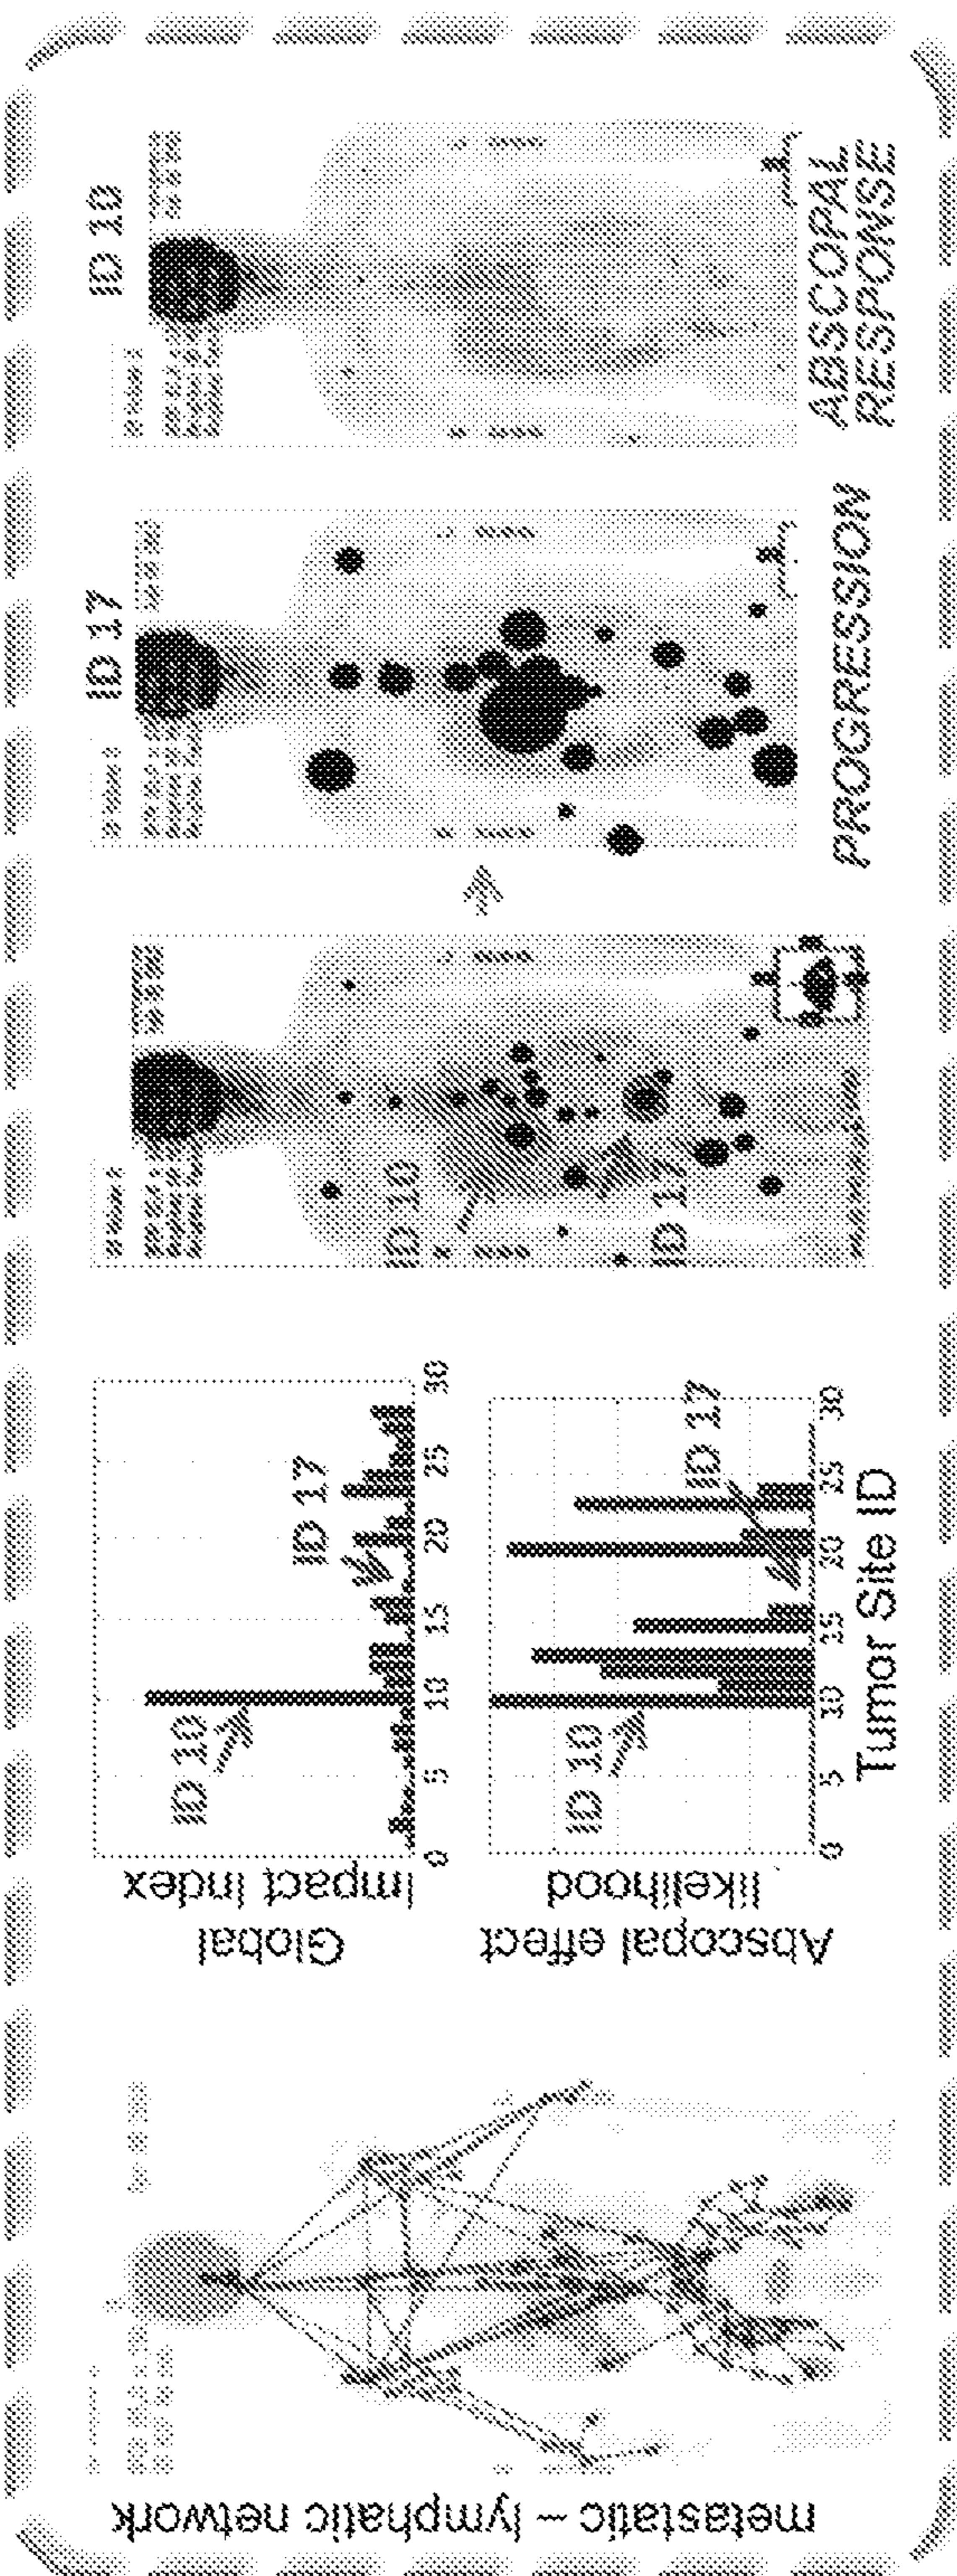 metastatic – lymphatic network
Global
Impact Index
ID 10
ID 17
0 5 10 15 20 25 30
Abscopal effect
likelihood
ID 10
ID 17
0 5 10 15 20 25 30
Tumor Site ID
ID 10
ID 17
ID 17
PROGRESSION
ID 10
ABSCOPAL
RESPONSE